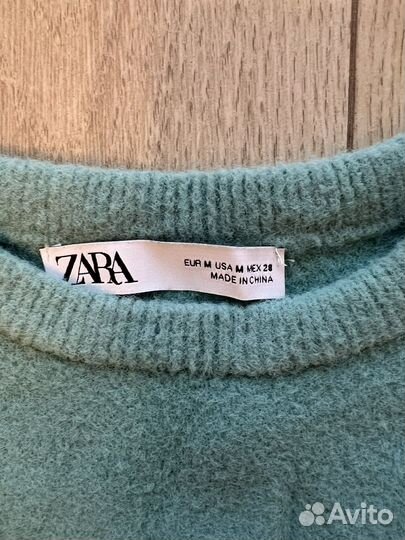 ZARA
EUR M USA M MEX 28
MADE IN CHINA
Avito